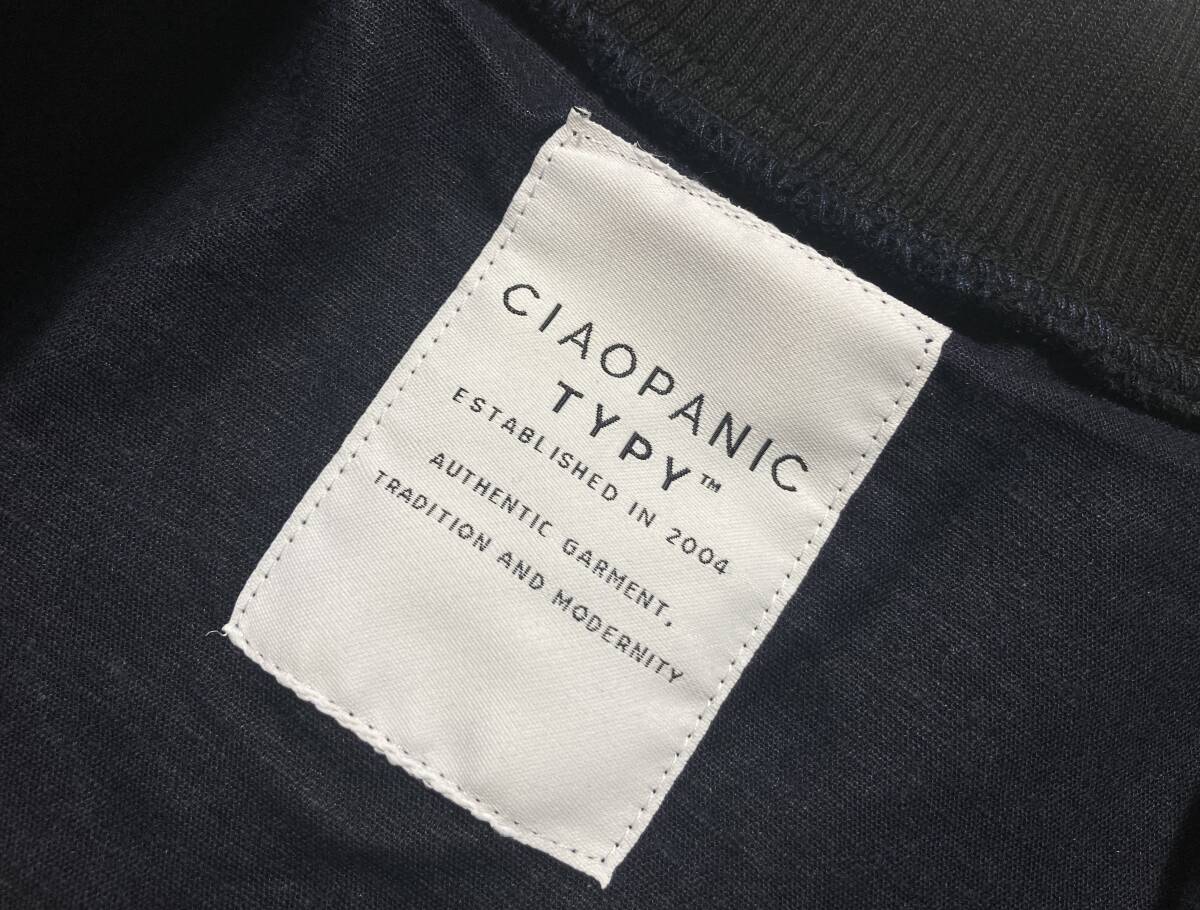 CIAOPANIC
TYPY™
ESTABLISHED IN 2004
AUTHENTIC GARMENT,
TRADITION AND MODERNITY